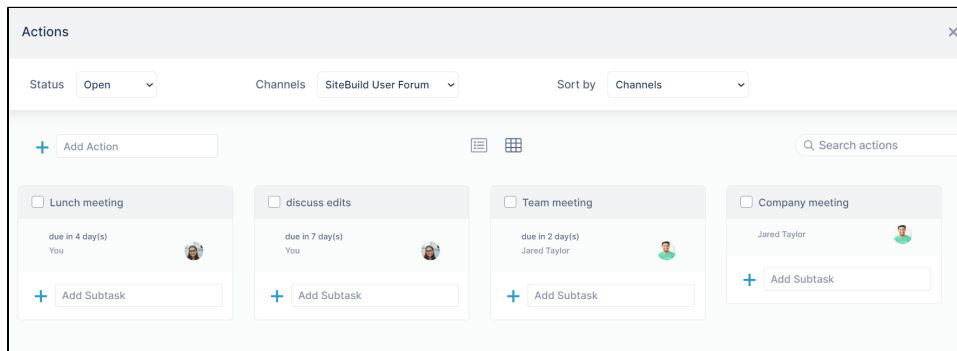 Actions
Status Open Channels SiteBuild User Forum Sort by Channels
Add Action Search actions
Lunch meeting
due in 4 day(s)
You
Add Subtask
discuss edits
due in 7 day(s)
You
Add Subtask
Team meeting
due in 2 day(s)
Jared Taylor
Add Subtask
Company meeting
Jared Taylor
Add Subtask